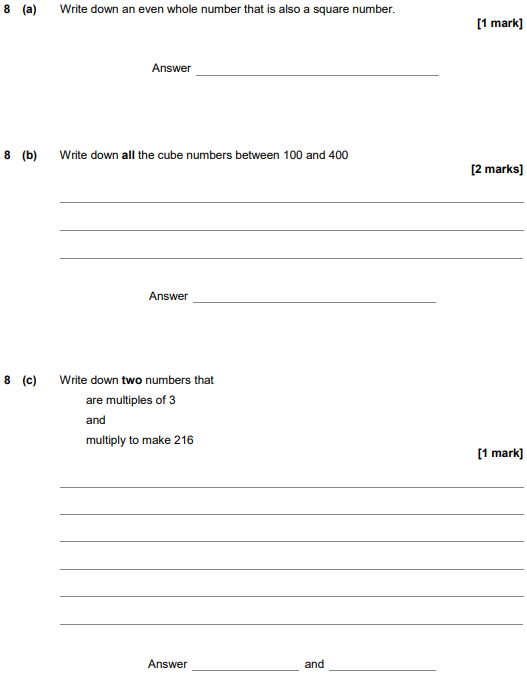 8 (a) Write down an even whole number that is also a square number.
[1 mark]
Answer
8 (b) Write down all the cube numbers between 100 and 400
[2 marks]
Answer
8 (c) Write down two numbers that
are multiples of 3
and
multiply to make 216
[1 mark]
Answer and